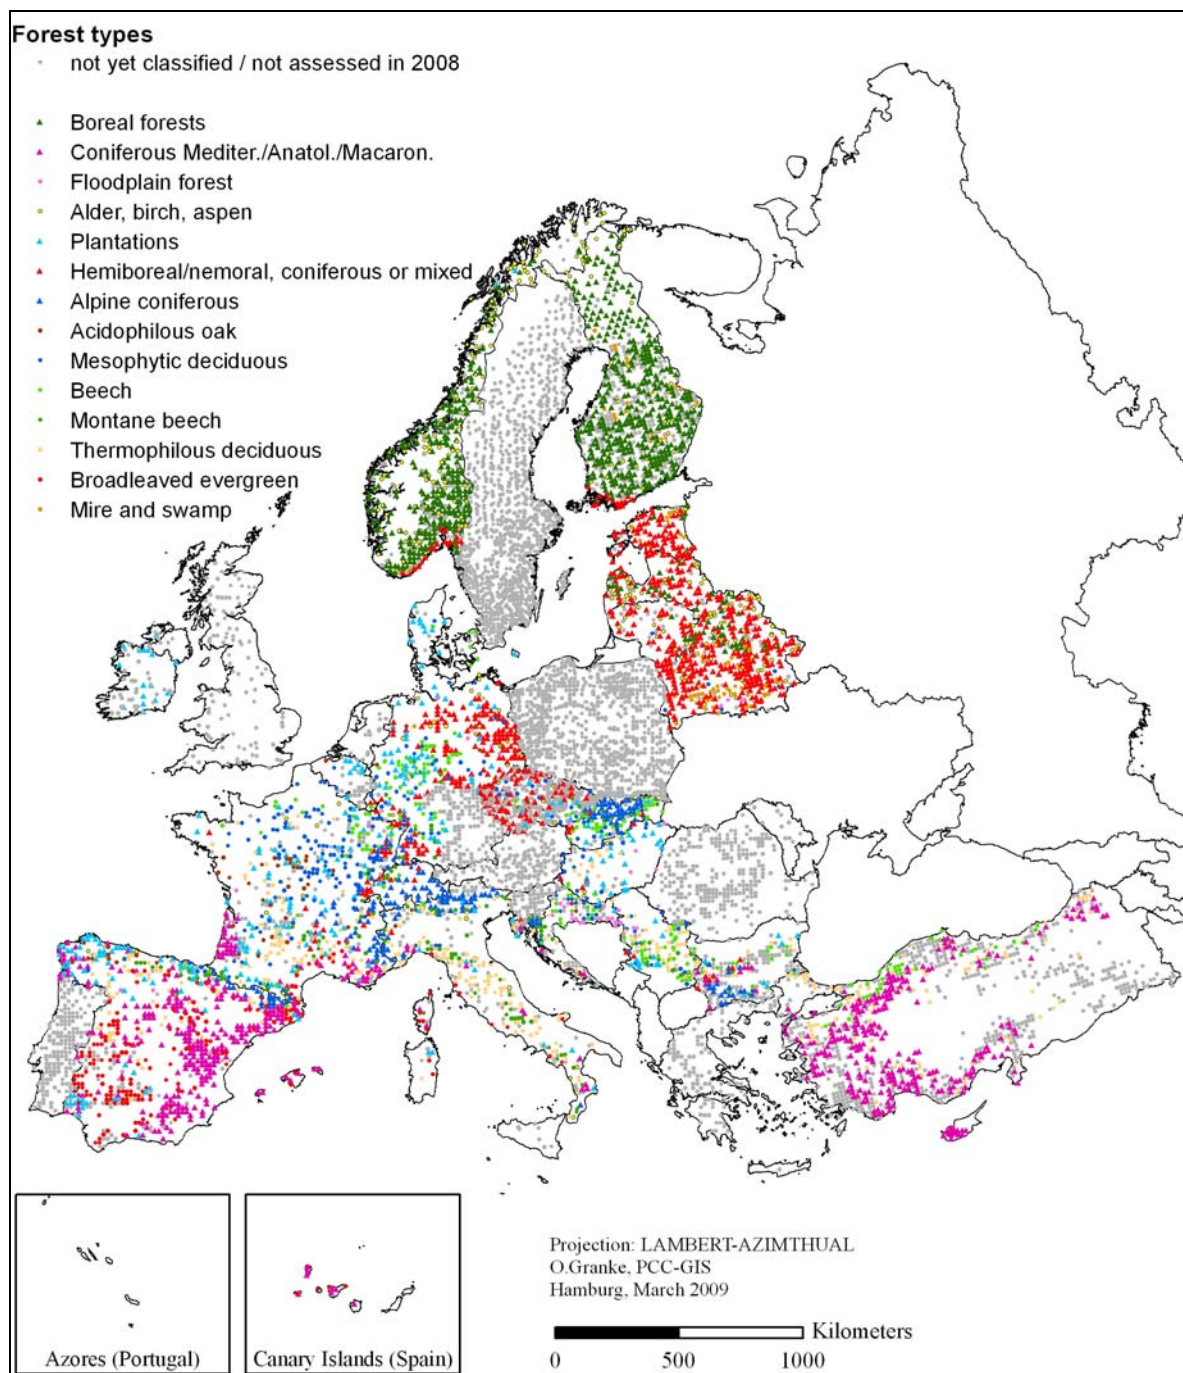 Forest types
not yet classified / not assessed in 2008
Boreal forests
Coniferous Mediter./Anatol./Macaron.
Floodplain forest
Alder, birch, aspen
Plantations
Hemiboreal/nemoral, coniferous or mixed
Alpine coniferous
Acidophilous oak
Mesophytic deciduous
Beech
Montane beech
Thermophilous deciduous
Broadleaved evergreen
Mire and swamp
Azores (Portugal)
Canary Islands (Spain)
Projection: LAMBERT-AZIMTHUAL
O.Granke, PCC-GIS
Hamburg, March 2009
Kilometers
0 500 1000